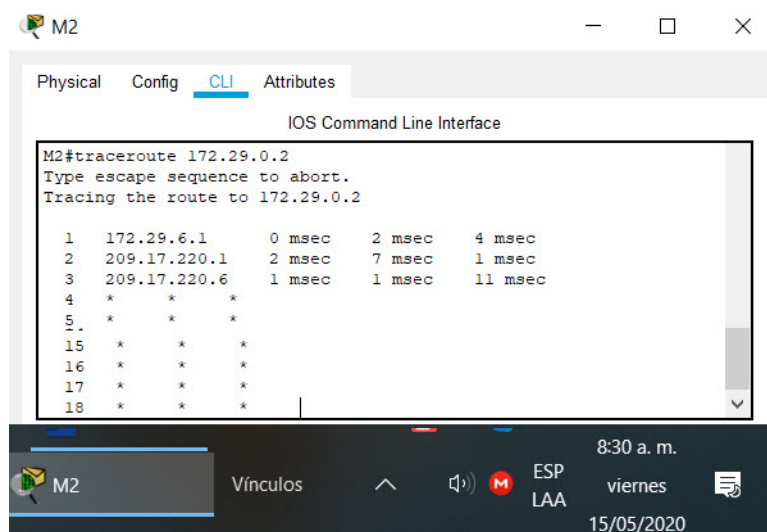 M2
Physical Config CLI Attributes
IOS Command Line Interface
M2#traceroute 172.29.0.2
Type escape sequence to abort.
Tracing the route to 172.29.0.2
1 172.29.6.1 0 msec 2 msec 4 msec
2 209.17.220.1 2 msec 7 msec 1 msec
3 209.17.220.6 1 msec 1 msec 11 msec
4 * * *
5 * * *
15 * * *
16 * * *
17 * * *
18 * * *
8:30 a. m.
M2 Vínculos M ESP viernes
LAA
15/05/2020